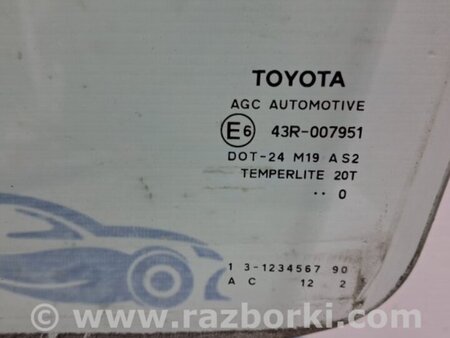 TOYOTA
AGC AUTOMOTIVE
E6 43R-007951
DOT-24 M19 AS2
TEMPERLITE 20T
·· 0
1 3-1234567 90
A C 12 2
www.razborki.com